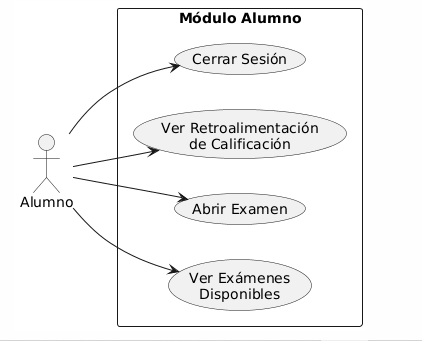 Módulo Alumno
Cerrar Sesión
Ver Retroalimentación
de Calificación
Alumno
Abrir Examen
Ver Exámenes
Disponibles